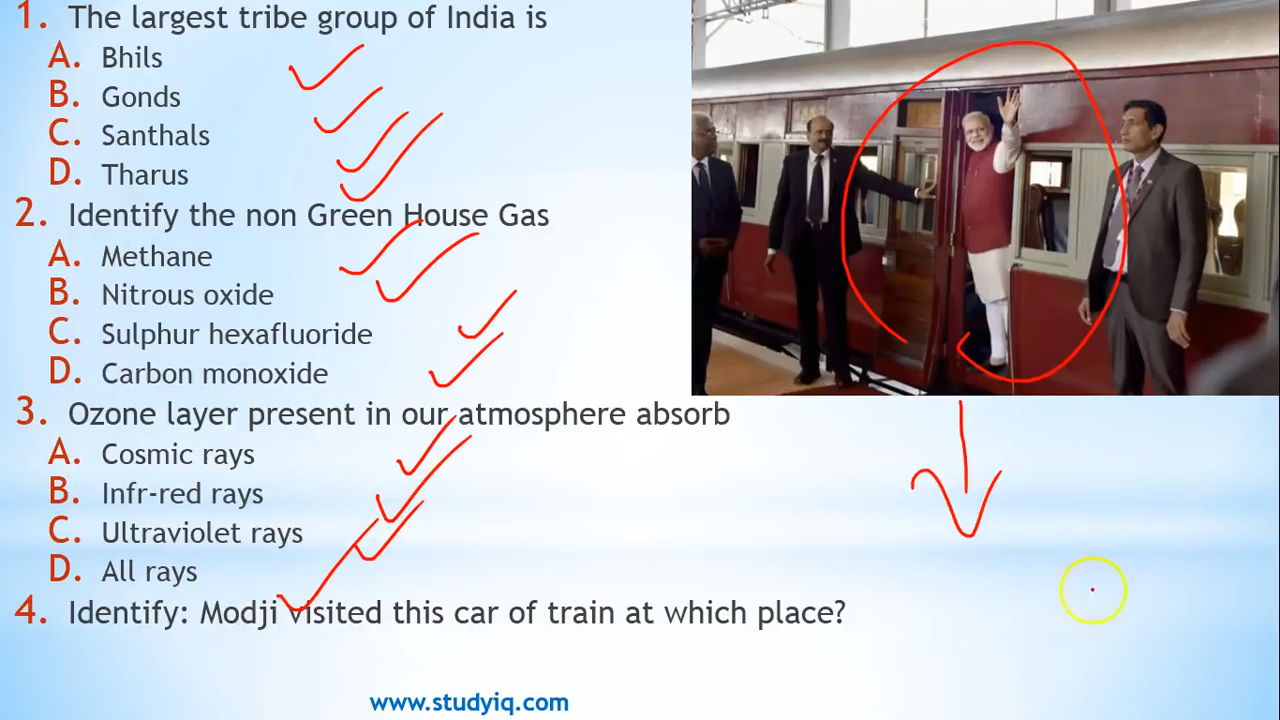 1. The largest tribe group of India is
A. Bhils
B. Gonds
C. Santhals
D. Tharus
2. Identify the non Green House Gas
A. Methane
B. Nitrous oxide
C. Sulphur hexafluoride
D. Carbon monoxide
3. Ozone layer present in our atmosphere absorb
A. Cosmic rays
B. Infr-red rays
C. Ultraviolet rays
D. All rays
4. Identify: Modji visited this car of train at which place?
www.studyiq.com